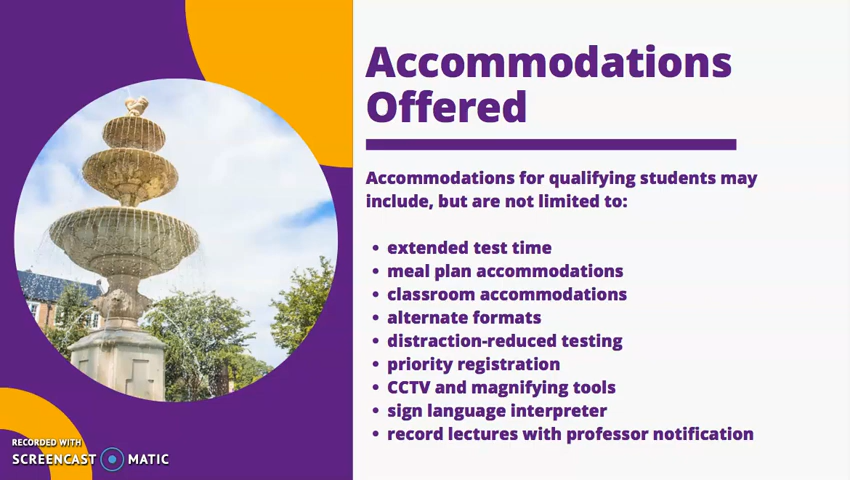 Accommodations
Offered
Accommodations for qualifying students may
include, but are not limited to:
• extended test time
• meal plan accommodations
• classroom accommodations
• alternate formats
• distraction-reduced testing
• priority registration
• CCTV and magnifying tools
• sign language interpreter
• record lectures with professor notification
RECORDED WITH
SCREENCAST MATIC